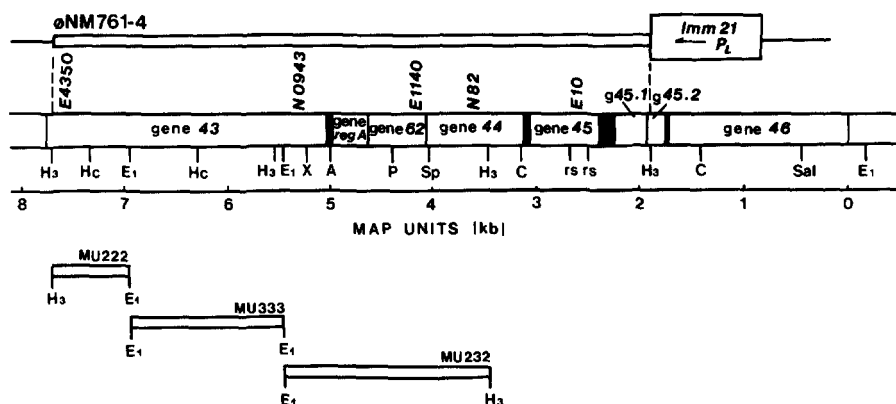 øNM761-4
Imm 21
PL
E4350
N0943
E1140
N82
E10
g45.1 g45.2
gene 43 gene regA gene 62 gene 44 gene 45 gene 46
H3 Hc E1 Hc H3 E1 X A P Sp H3 C rs rs H3 C Sal E1
8 7 6 5 4 3 2 1 0
MAP UNITS |kb|
MU222
H3 E1
MU333
E1 E1
MU232
E1 H3